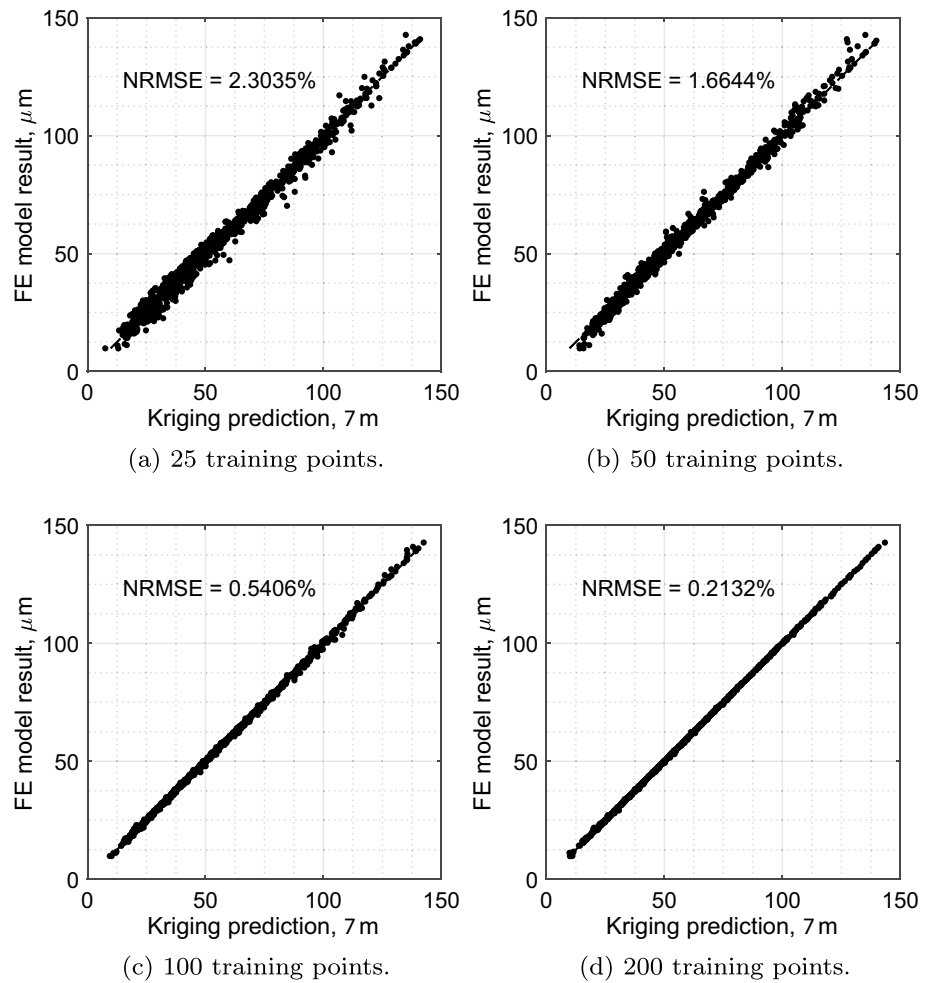 150
100
50
0
FE model result, μm
NRMSE = 2.3035%
0 50 100 150
Kriging prediction, 7m
(a) 25 training points.
150
100
50
0
FE model result, μm
NRMSE = 1.6644%
0 50 100 150
Kriging prediction, 7m
(b) 50 training points.
150
100
50
0
FE model result, μm
NRMSE = 0.5406%
0 50 100 150
Kriging prediction, 7m
(c) 100 training points.
150
100
50
0
FE model result, μm
NRMSE = 0.2132%
0 50 100 150
Kriging prediction, 7m
(d) 200 training points.